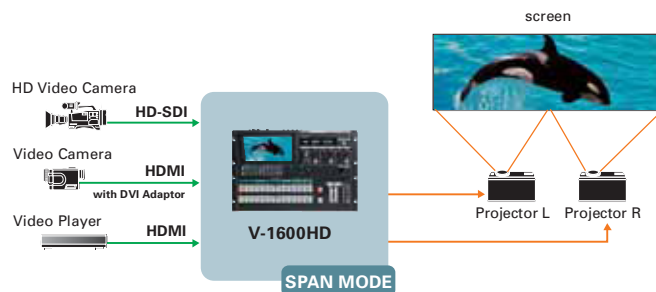 screen
HD Video Camera
HD-SDI
Video Camera
HDMI
with DVI Adaptor
Video Player
HDMI
V-1600HD
Projector L
Projector R
SPAN MODE